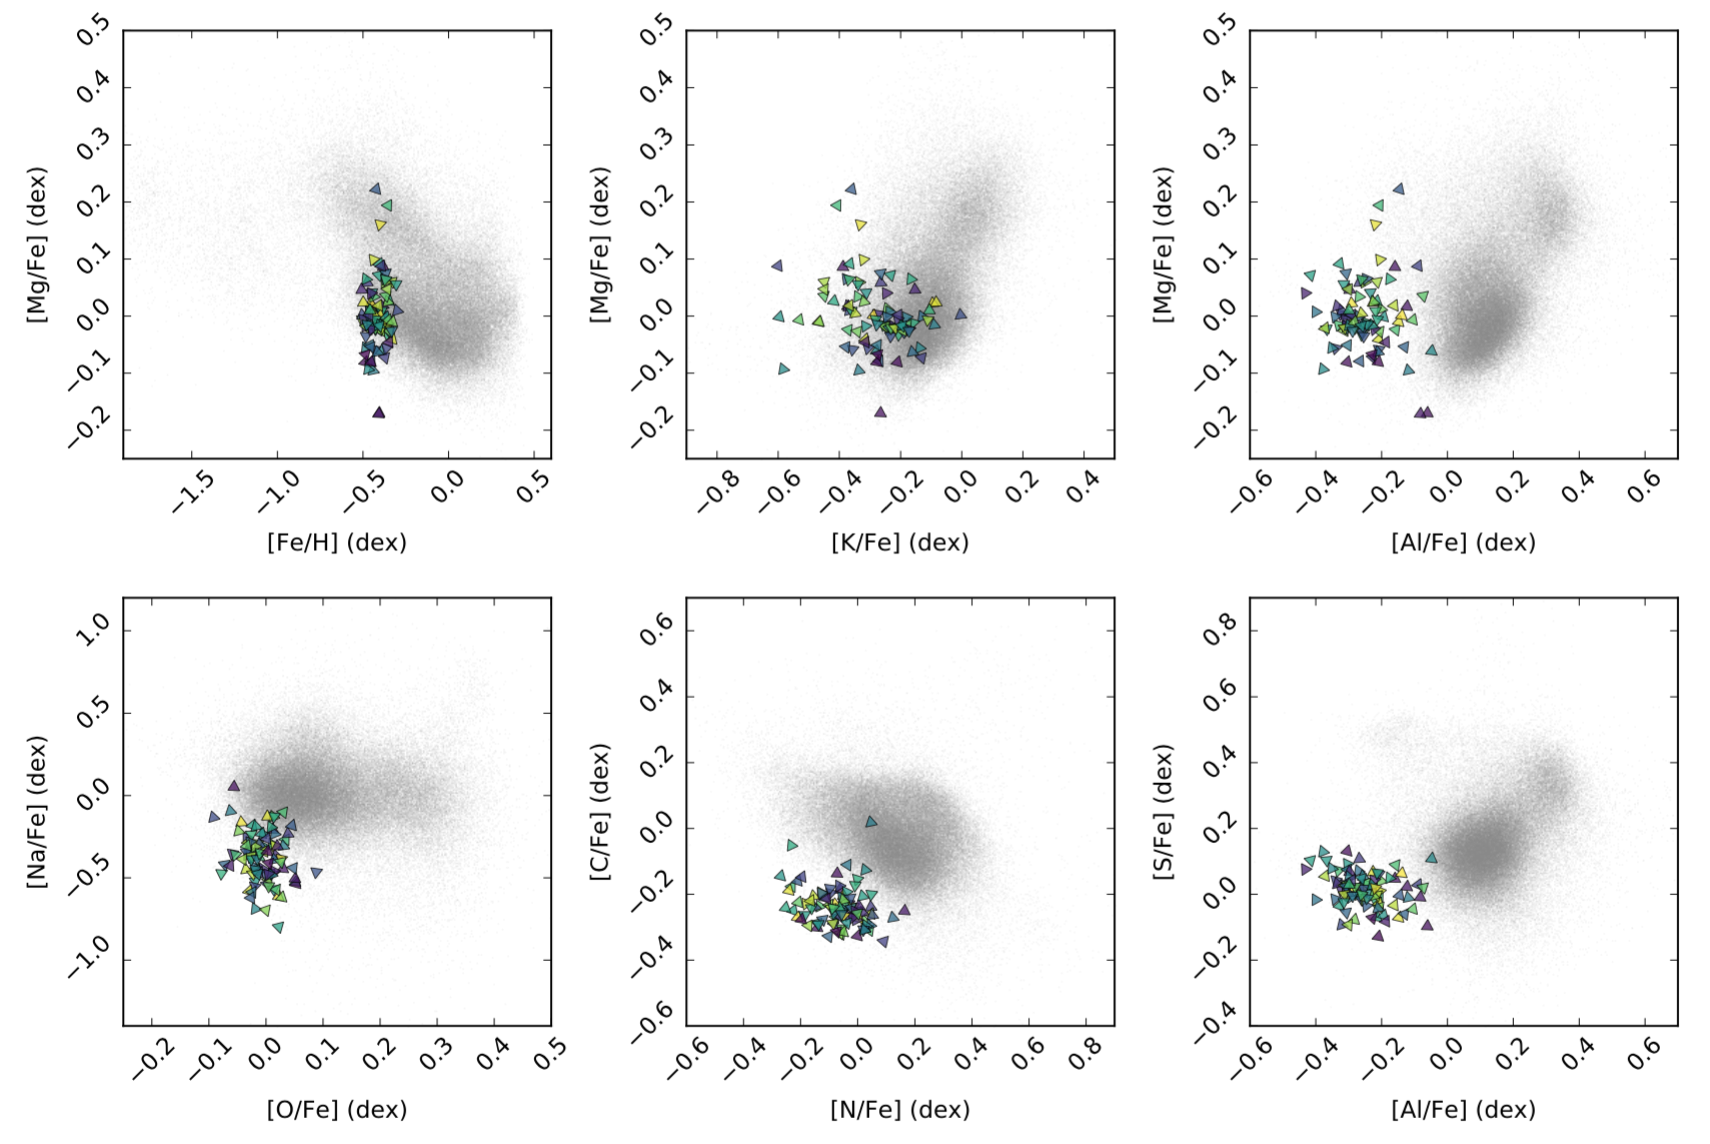 0.5
0.4
0.3
0.2
0.1
0.0
−0.1
−0.2
[Mg/Fe] (dex)
−1.5 −1.0 −0.5 0.0 0.5
[Fe/H] (dex)
0.5
0.4
0.3
0.2
0.1
0.0
−0.1
−0.2
[Mg/Fe] (dex)
−0.8 −0.6 −0.4 −0.2 0.0 0.2 0.4
[K/Fe] (dex)
0.5
0.4
0.3
0.2
0.1
0.0
−0.1
−0.2
[Mg/Fe] (dex)
−0.6 −0.4 −0.2 0.0 0.2 0.4 0.6
[Al/Fe] (dex)
1.0
0.5
0.0
−0.5
−1.0
[Na/Fe] (dex)
−0.2 −0.1 0.0 0.1 0.2 0.3 0.4 0.5
[O/Fe] (dex)
0.6
0.4
0.2
0.0
−0.2
−0.4
−0.6
[C/Fe] (dex)
−0.6 −0.4 −0.2 0.0 0.2 0.4 0.6 0.8
[N/Fe] (dex)
0.8
0.6
0.4
0.2
0.0
−0.2
−0.4
[S/Fe] (dex)
−0.6 −0.4 −0.2 0.0 0.2 0.4 0.6
[Al/Fe] (dex)